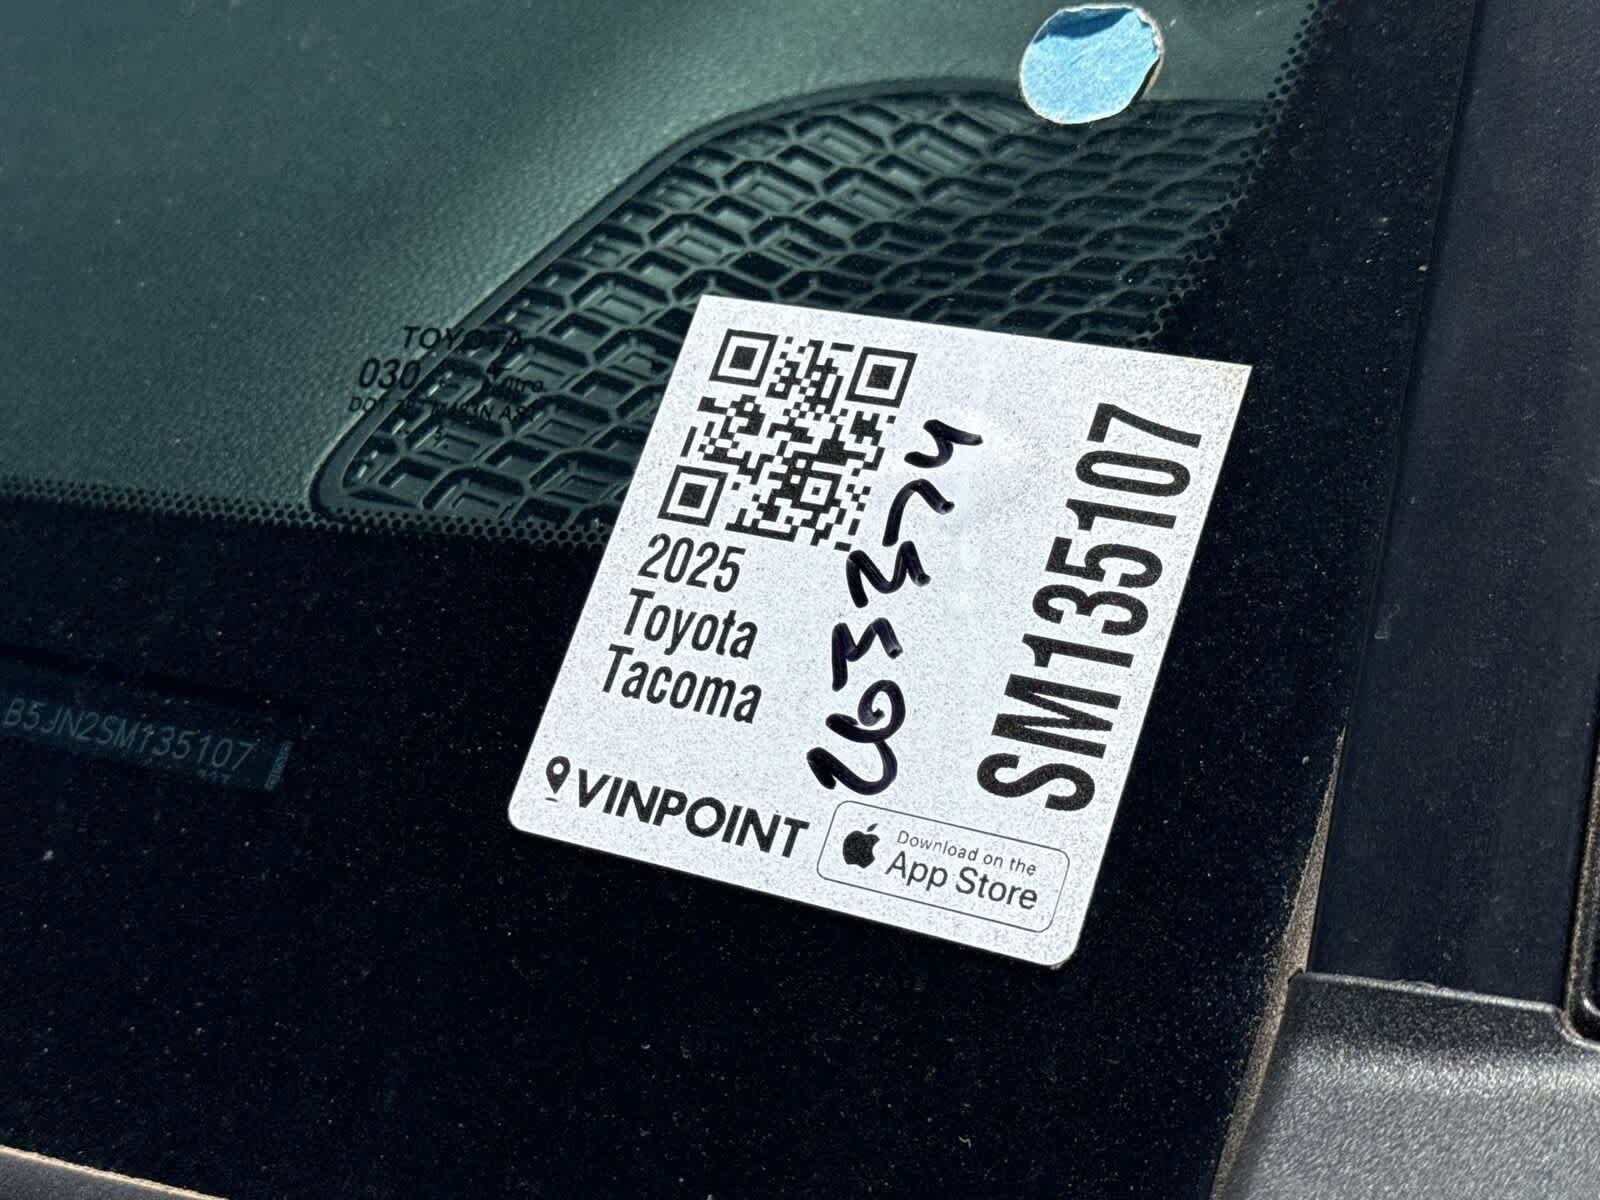 TOYOTA
030
B5JN2SM135107
2025
Toyota
Tacoma
SM135107
VINPOINT
Download on the
App Store